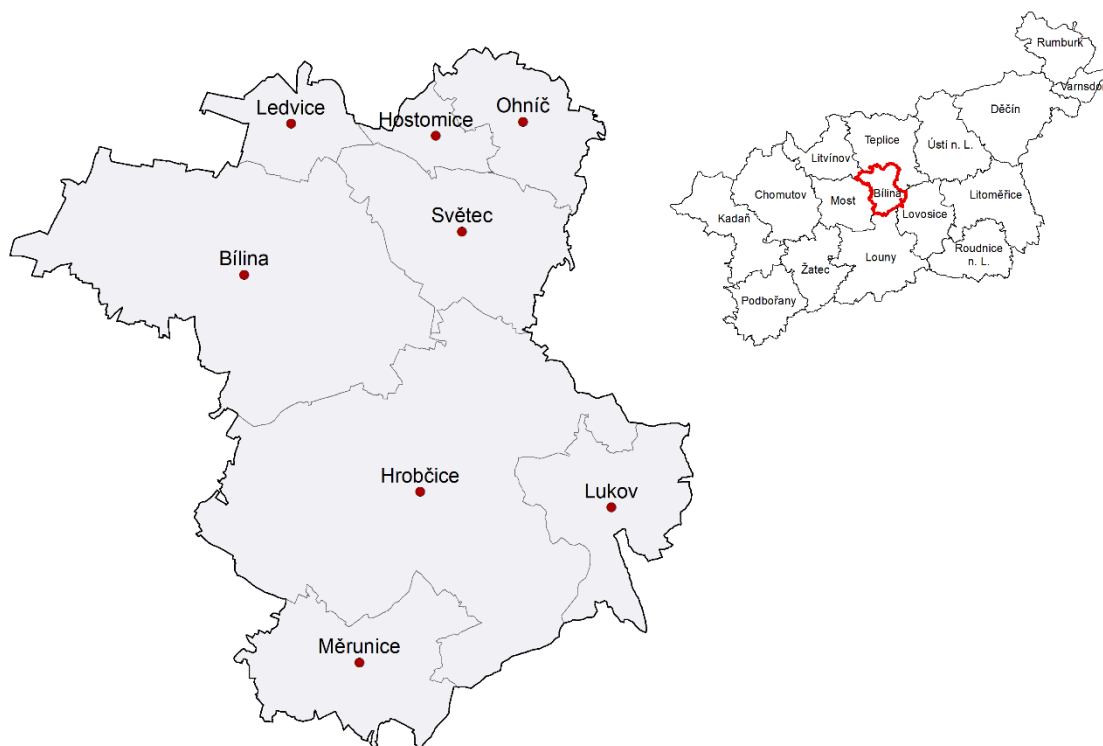 Ledvice
Hostomice
Ohníč
Světec
Bílina
Hrobčice
Lukov
Měrunice
Rumburk
Varnsdorf
Děčín
Teplice
Ústí n. L.
Litvínov
Chomutov
Most
Bílina
Litoměřice
Kadaň
Lovosice
Roudnice
n. L.
Louny
Žatec
Podbořany